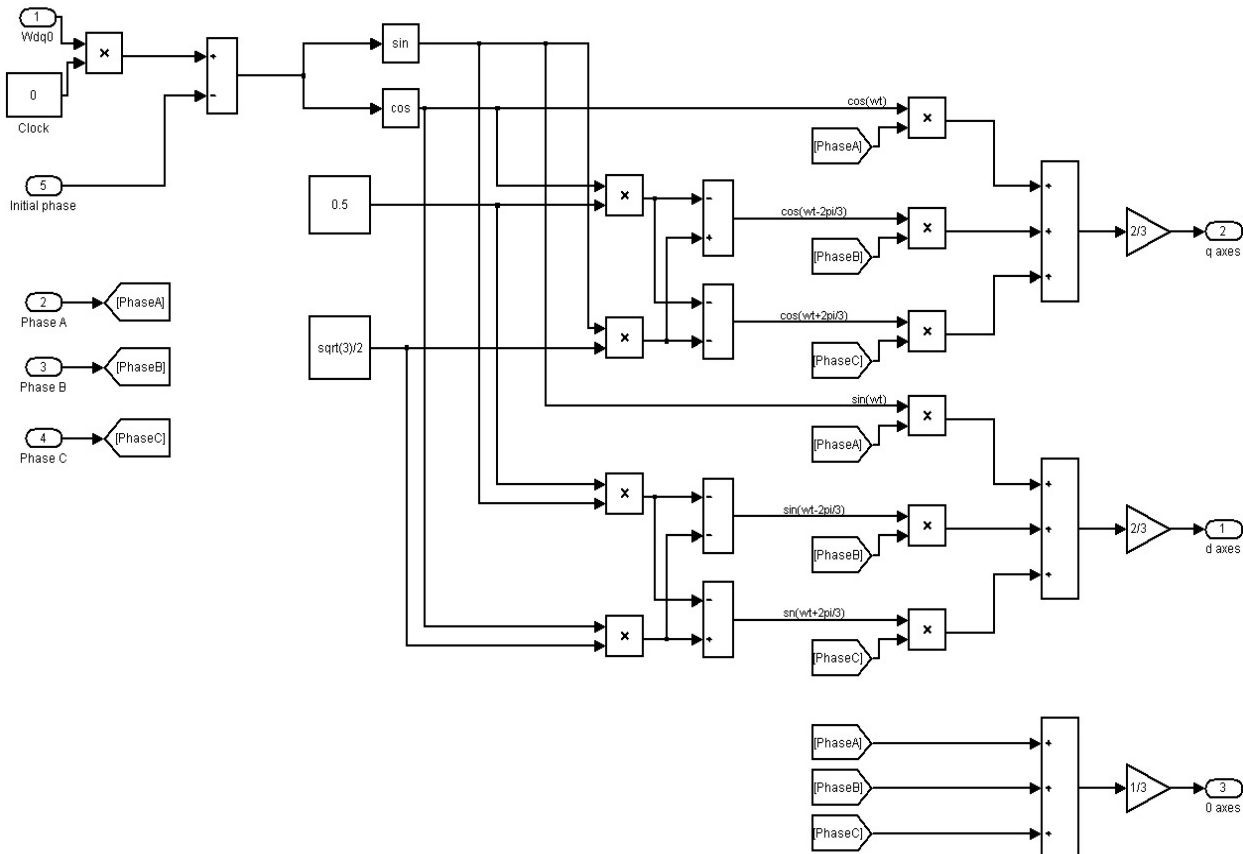 1
Wdq0
×
0
Clock
+
-
5
Initial phase
sin
cos
0.5
sqrt(3)/2
2
Phase A
[PhaseA]
3
Phase B
[PhaseB]
4
Phase C
[PhaseC]
×
×
-
+
-
-
cos(wt)
[PhaseA]
×
cos(wt-2pi/3)
[PhaseB]
×
cos(wt+2pi/3)
[PhaseC]
×
+
+
+
2/3
2
q axes
×
×
-
-
-
+
sin(wt)
[PhaseA]
×
sin(wt-2pi/3)
[PhaseB]
×
sn(wt+2pi/3)
[PhaseC]
×
+
+
+
2/3
1
d axes
[PhaseA]
[PhaseB]
[PhaseC]
+
+
+
1/3
3
0 axes